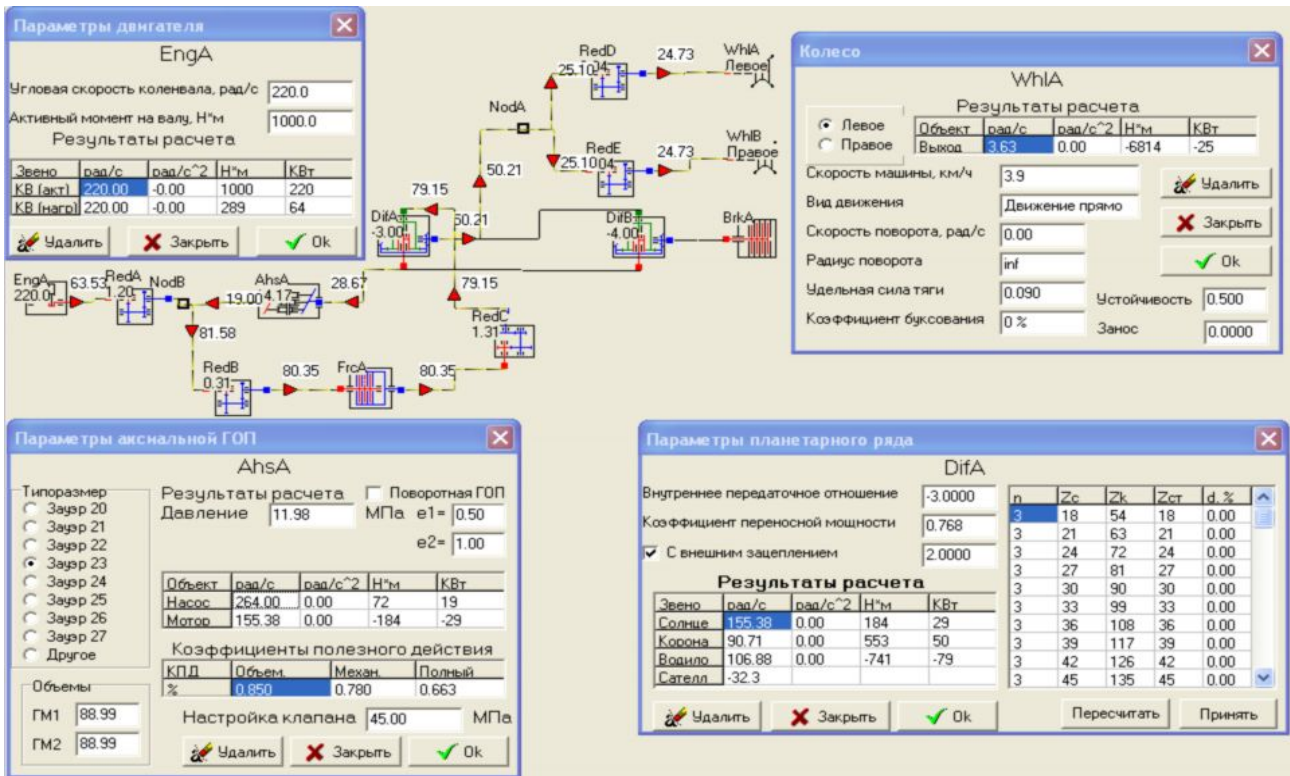 Параметры двигателя
EngA
Угловая скорость коленвала, рад/с 220.0
Активный момент на валу, Н*м 1000.0
Результаты расчета
Звено рад/с рад/с^2 Н*м КВт
КВ (акт) 220.00 -0.00 1000 220
КВ (нагр) 220.00 -0.00 289 64
Удалить Закрыть Ok
RedD 24.73 WhlA
Левое
25.10
NodA
RedE 24.73 WhlB
Правое
25.10
50.21
79.15
DifA 50.21 DifB BrkA
-3.00 -4.00
EngA 63.53 RedA NodB AhsA 28.67 79.15
220.0 1.20 19.00 4.17
RedC
1.31
81.58
RedB 80.35 FrcA 80.35
0.31
Колесо
WhlA
Результаты расчета
Левое
Правое
Объект рад/с рад/с^2 Н*м КВт
Выход 3.63 0.00 -6814 -25
Скорость машины, км/ч 3.9 Удалить
Вид движения Движение прямо
Скорость поворота, рад/с 0.00 Закрыть
Радиус поворота inf Ok
Удельная сила тяги 0.090 Устойчивость 0.500
Коэффициент буксования 0 % Занос 0.0000
Параметры аксиальной ГОП
AhsA
Типоразмер
Зауэр 20
Зауэр 21
Зауэр 22
Зауэр 23
Зауэр 24
Зауэр 25
Зауэр 26
Зауэр 27
Другое
Объемы
ГМ1 88.99
ГМ2 88.99
Результаты расчета Поворотная ГОП
Давление 11.98 МПа e1= 0.50
e2= 1.00
Объект рад/с рад/с^2 Н*м КВт
Насос 264.00 0.00 72 19
Мотор 155.38 0.00 -184 -29
Коэффициенты полезного действия
КПД Объем. Механ. Полный
% 0.850 0.780 0.663
Настройка клапана 45.00 МПа
Удалить Закрыть Ok
Параметры планетарного ряда
DifA
Внутреннее передаточное отношение -3.0000
Коэффициент переносной мощности 0.768
С внешним зацеплением 2.0000
Результаты расчета
Звено рад/с рад/с^2 Н*м КВт
Солнце 155.38 0.00 184 29
Корона 90.71 0.00 553 50
Водило 106.88 0.00 -741 -79
Сателл -32.3
Удалить Закрыть Ok
n Zc Zk Zст d. %
3 18 54 18 0.00
3 21 63 21 0.00
3 24 72 24 0.00
3 27 81 27 0.00
3 30 90 30 0.00
3 33 99 33 0.00
3 36 108 36 0.00
3 39 117 39 0.00
3 42 126 42 0.00
3 45 135 45 0.00
Пересчитать Принять